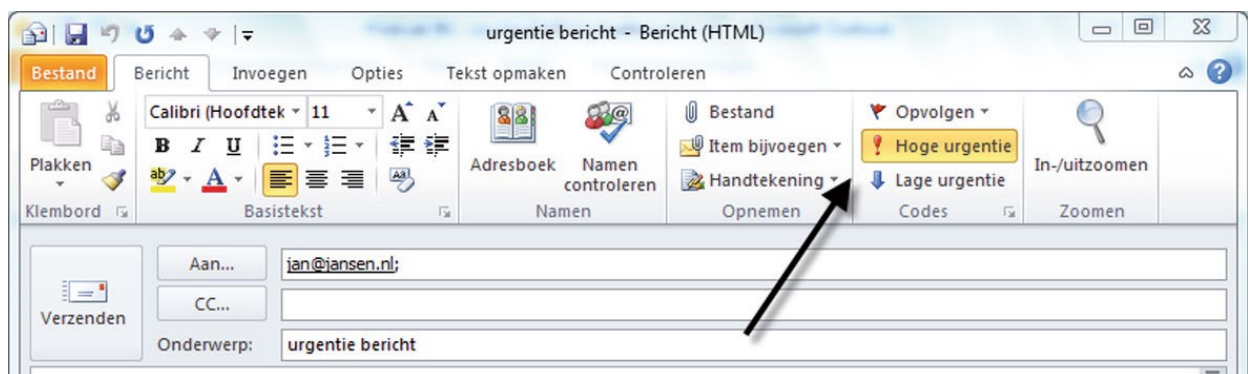 urgentie bericht - Bericht (HTML)
Bestand Bericht Invoegen Opties Tekst opmaken Controleren
Plakken
Klembord
Calibri (Hoofdtek 11 A A
B I U
ab A Aa
Basistekst
Adresboek Namen controleren
Namen
Bestand
Item bijvoegen
Handtekening
Opnemen
Opvolgen
Hoge urgentie
Lage urgentie
Codes
In-/uitzoomen
Zoomen
Verzenden
Aan... jan@jansen.nl;
CC...
Onderwerp: urgentie bericht